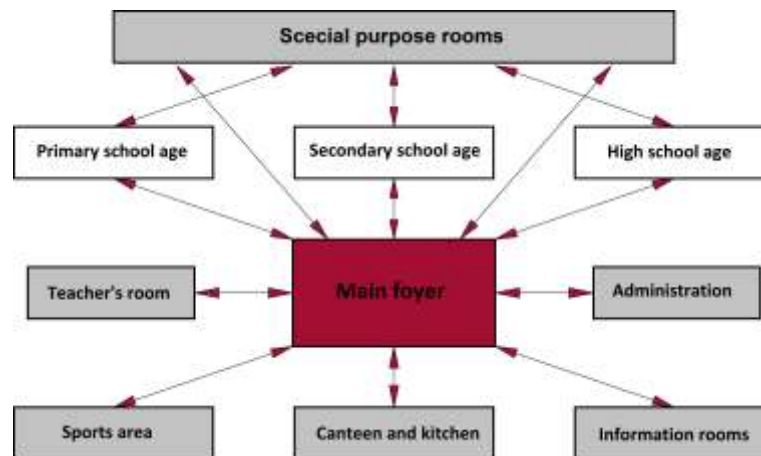 Scecial purpose rooms
Primary school age
Secondary school age
High school age
Teacher's room
Main foyer
Administration
Sports area
Canteen and kitchen
Information rooms